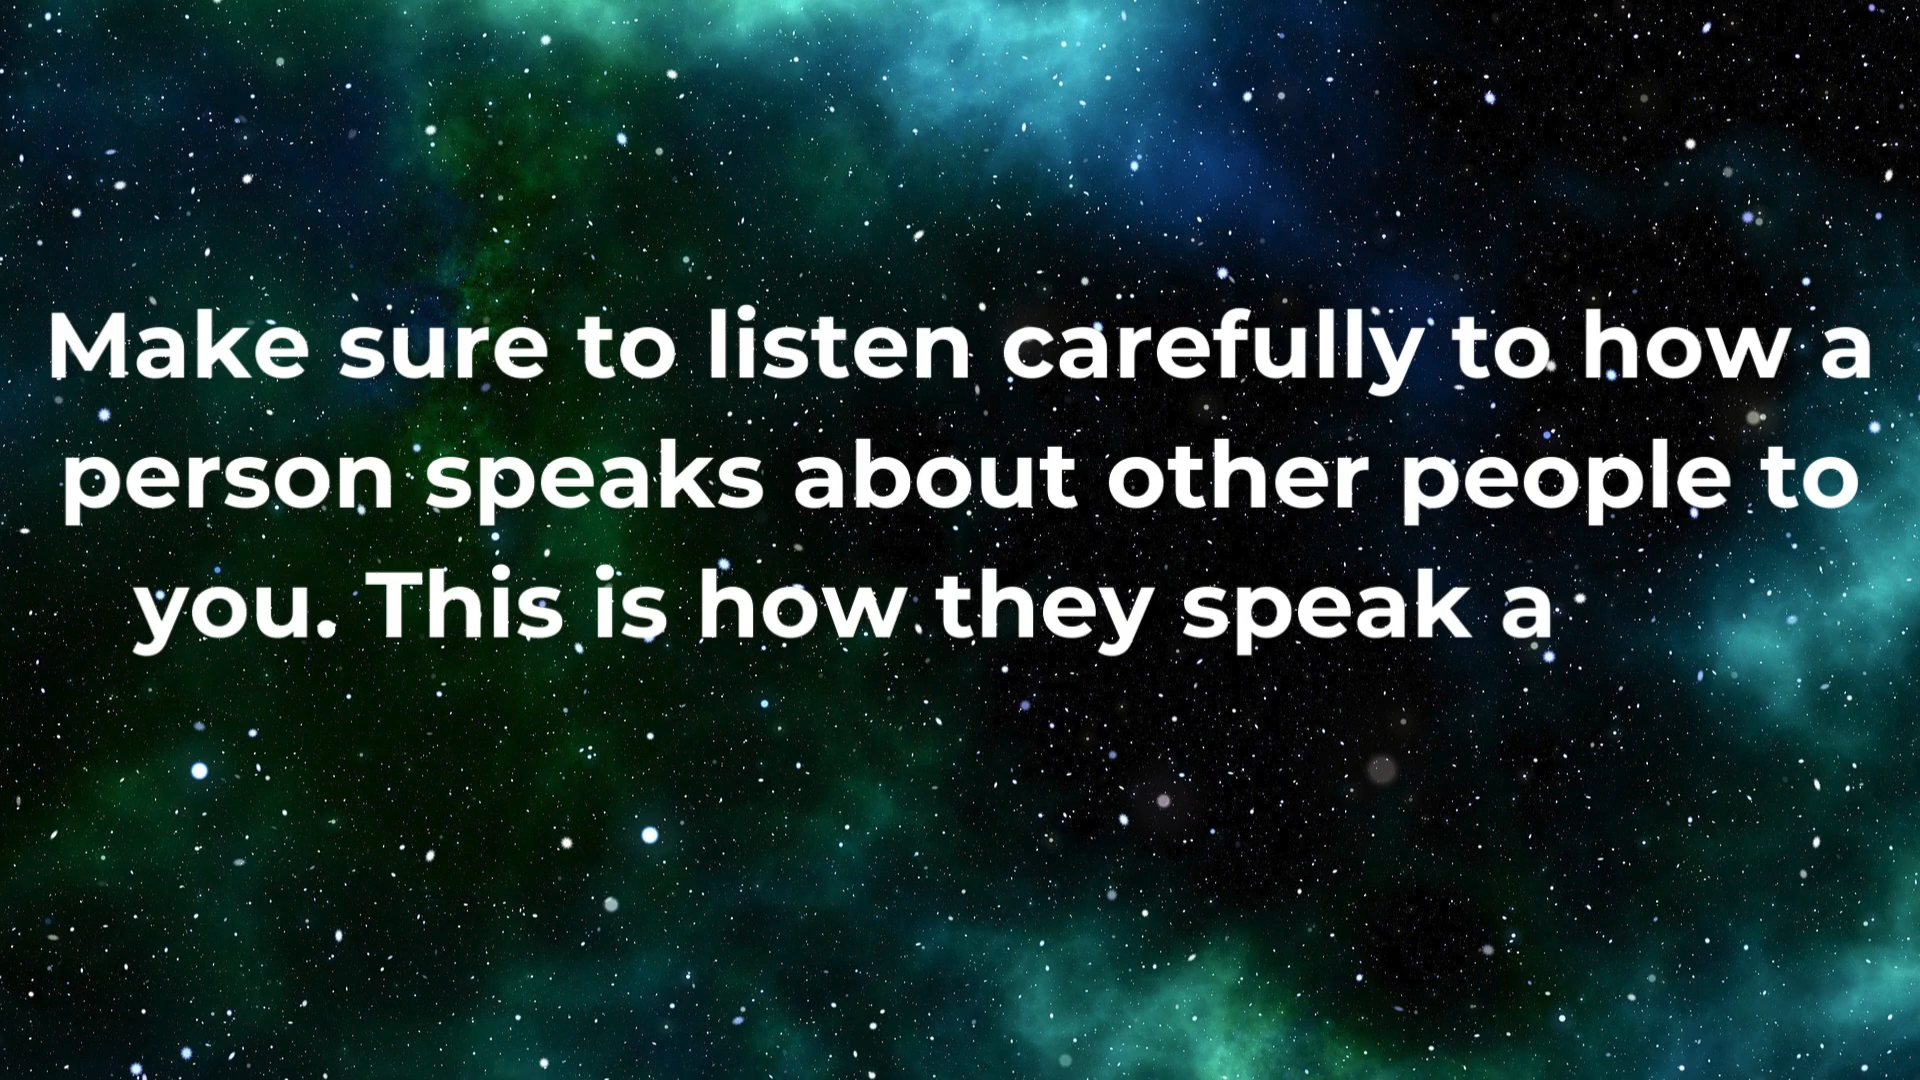 Make sure to listen carefully to how a
person speaks about other people to
you. This is how they speak a